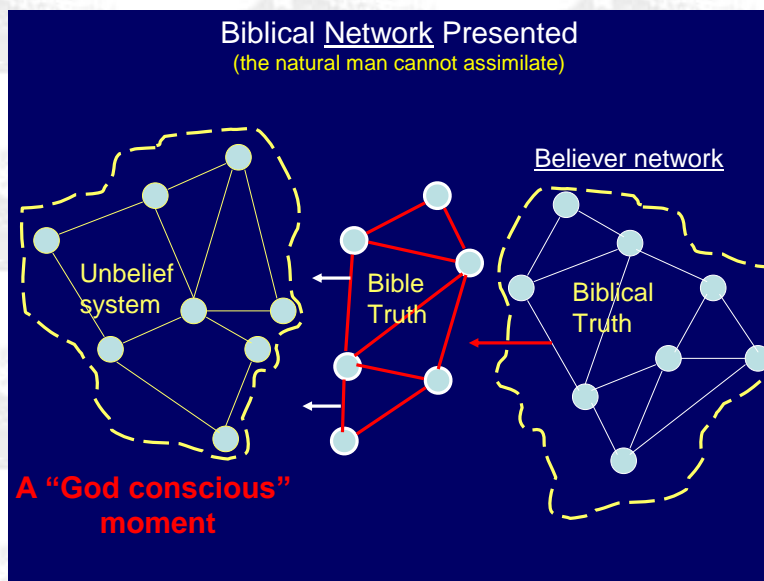 Biblical Network Presented
(the natural man cannot assimilate)
Believer network
Unbelief
system
Bible
Truth
Biblical
Truth
A “God conscious”
moment